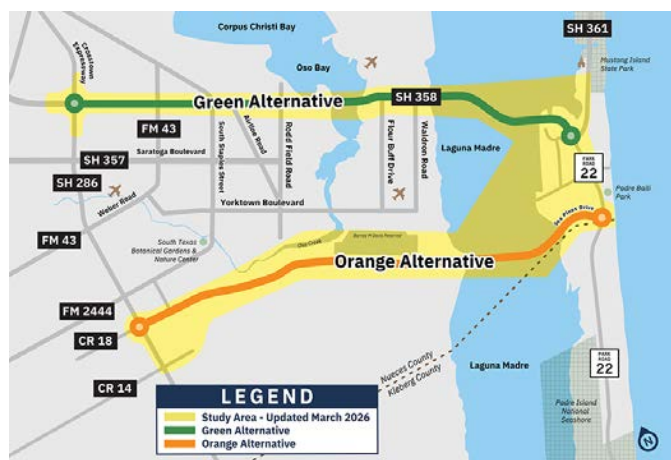 Corpus Christi Bay
SH 361
Mustang Island
State Park
Crosstown
Expressway
Oso Bay
Green Alternative
SH 358
FM 43
South Staples Street
Airline Road
Rodd Field Road
Flour Buff Drive
Waldron Road
Laguna Madre
SH 357
Saratoga Boulevard
PARK
ROAD
22
SH 286
Weber Road
Yorktown Boulevard
Padre Balli Park
Sea Pines Drive
FM 43
South Texas
Botanical Gardens &
Nature Center
Oso Creek
Orange Alternative
FM 2444
CR 18
Nueces County
Kleberg County
Laguna Madre
PARK
ROAD
22
CR 14
Padre Island
National
Seashore
LEGEND
Study Area - Updated March 2026
Green Alternative
Orange Alternative
N